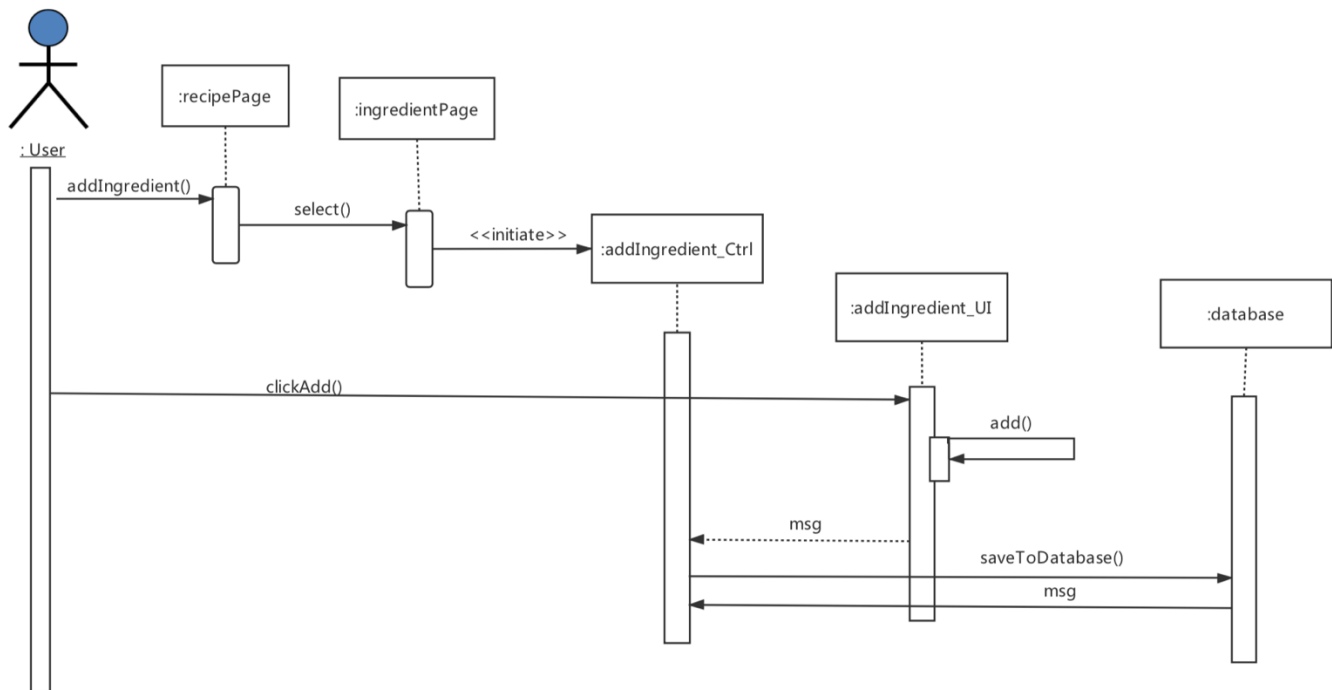 :recipePage
:ingredientPage
: User
addIngredient()
select()
<<initiate>>
:addIngredient_Ctrl
:addIngredient_UI
:database
clickAdd()
add()
msg
saveToDatabase()
msg